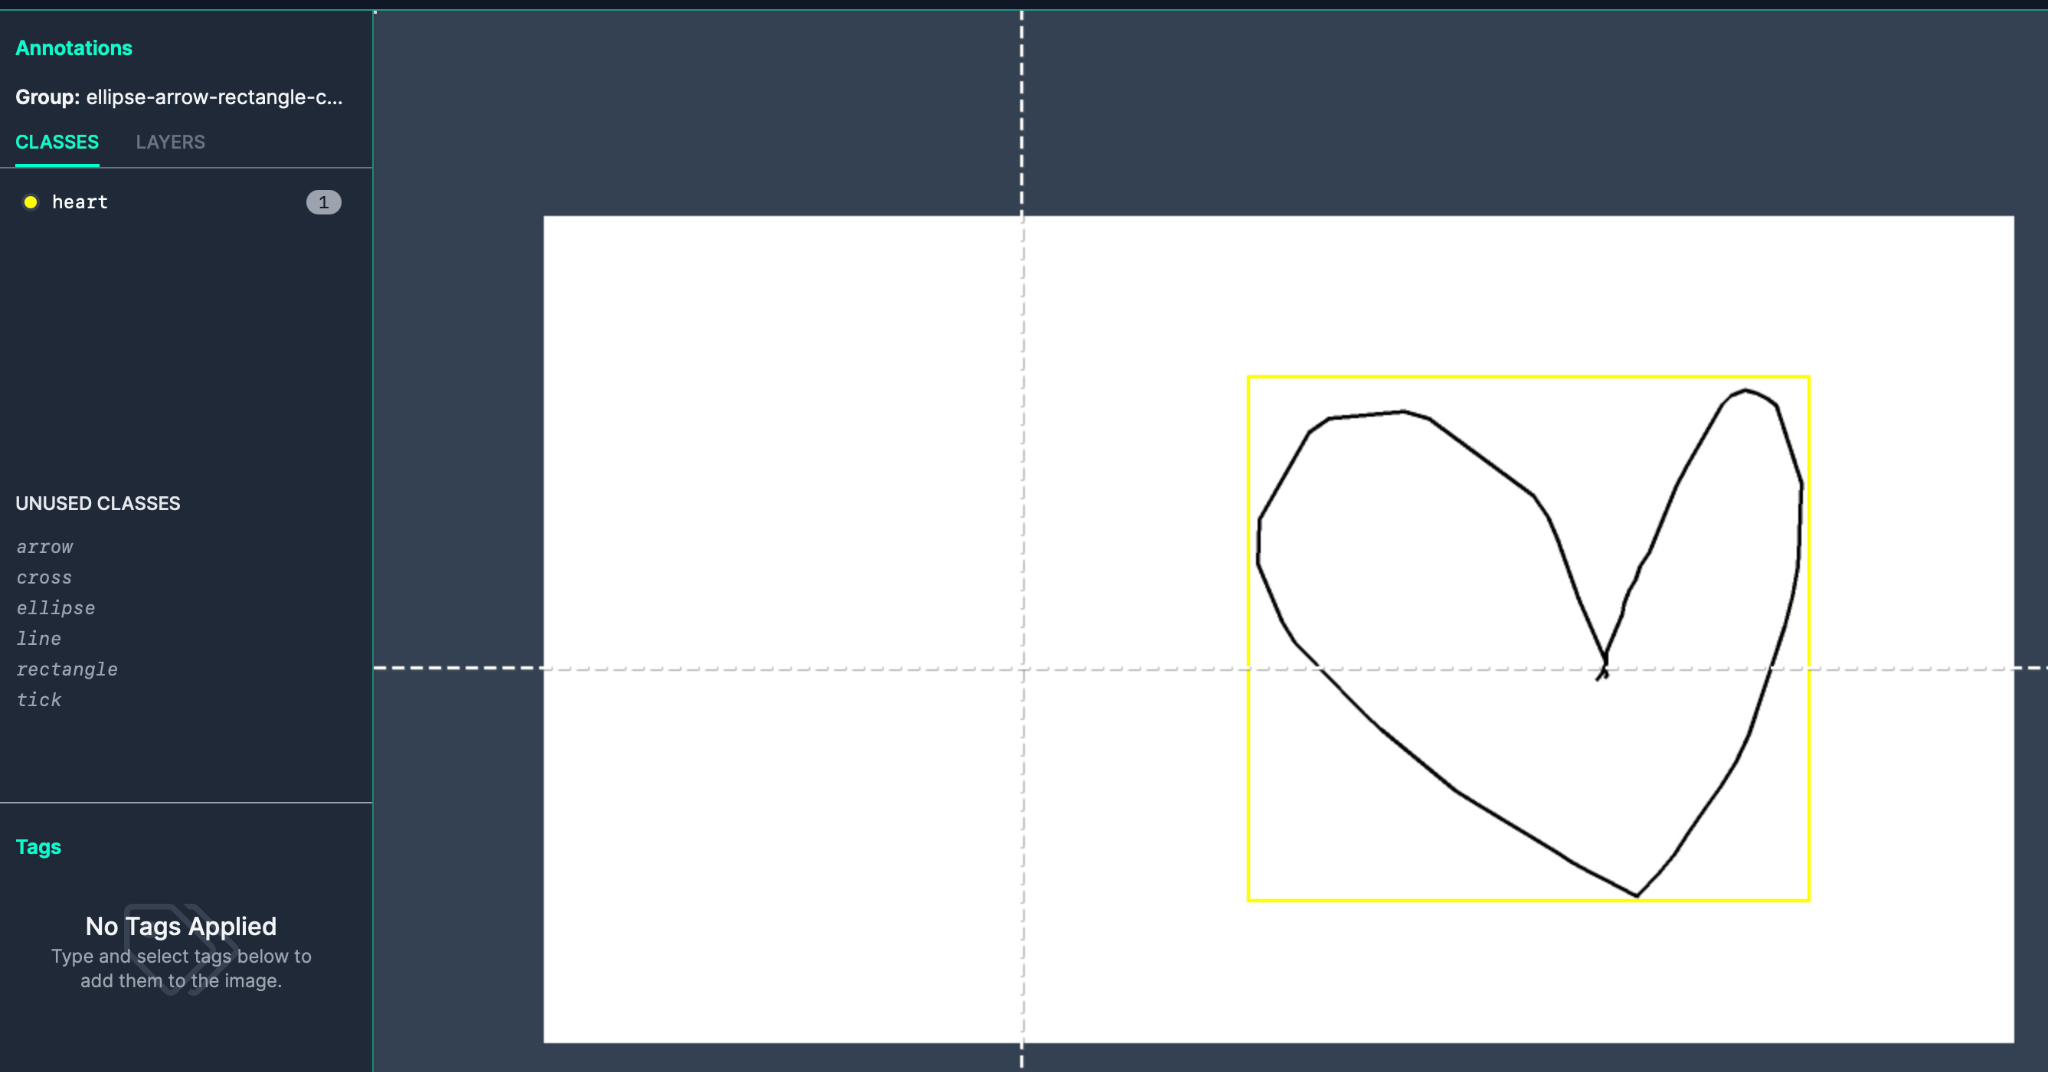 Annotations
Group: ellipse-arrow-rectangle-c...
CLASSES LAYERS
heart 1
UNUSED CLASSES
arrow
cross
ellipse
line
rectangle
tick
Tags
No Tags Applied
Type and select tags below to
add them to the image.